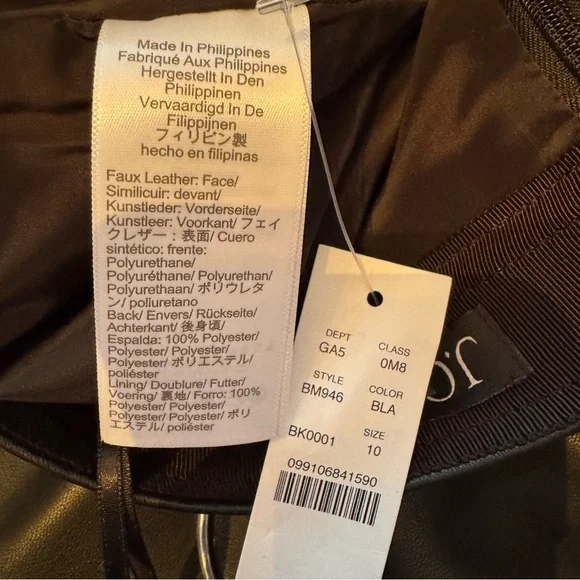 Made In Philippines
Fabriqué Aux Philippines
Hergestellt In Den
Philippinen
Vervaardigd In De
Filippijnen
フィリピン製
hecho en filipinas
Faux Leather: Face/
Similicuir: devant/
Kunstleder: Vorderseite/
Kunstleer: Voorkant/ フェイ
クレザー：表面/ Cuero
sintético: frente:
Polyurethane/
Polyuréthane/ Polyurethan/
Polyurethaan/ ポリウレタ
ン/ poliuretano
Back/ Envers/ Rückseite/
Achterkant/ 後身頃/
Espalda: 100% Polyester/
Polyester/ Polyester/
Polyester/ ポリエステル/
poliéster
Lining/ Doublure/ Futter/
Voering/ 裏地/ Forro: 100%
Polyester/ Polyester/
Polyester/ Polyester/ ポリ
エステル/ poliéster
DEPT CLASS
GA5 0M8
STYLE COLOR
BM946 BLA
BK0001 SIZE
10
099106841590
J.C